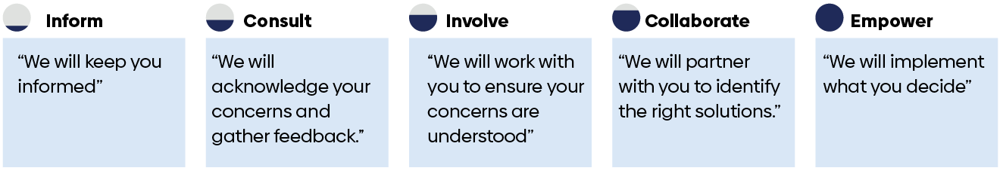 Inform
“We will keep you
informed”
Consult
“We will
acknowledge your
concerns and
gather feedback.”
Involve
“We will work with
you to ensure your
concerns are
understood”
Collaborate
“We will partner
with you to identify
the right solutions.”
Empower
“We will implement
what you decide”